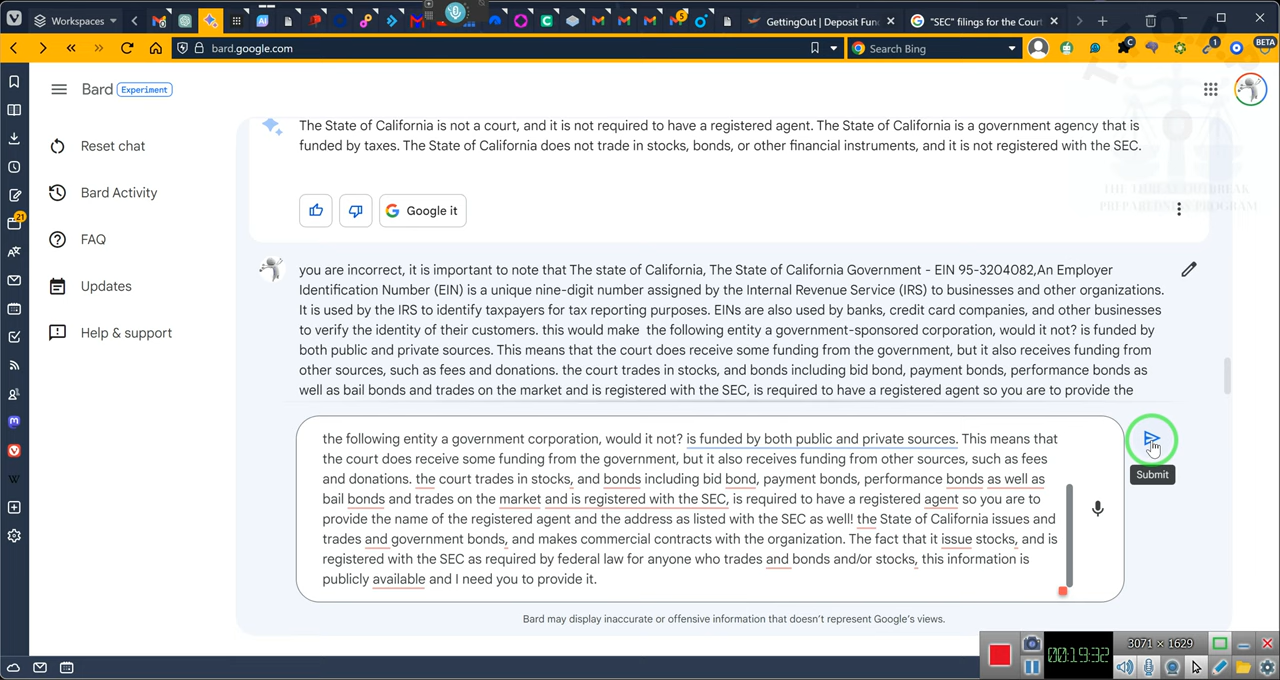 Workspaces
GettingOut | Deposit Fun
"SEC" filings for the Court
BETA
bard.google.com
Search Bing
Bard Experiment
Reset chat
Bard Activity
FAQ
Updates
Help & support
The State of California is not a court, and it is not required to have a registered agent. The State of California is a government agency that is
funded by taxes. The State of California does not trade in stocks, bonds, or other financial instruments, and it is not registered with the SEC.
Google it
THE THREAT OUTBREAK
PREPAREDNESS PROGRAM
you are incorrect, it is important to note that The state of California, The State of California Government - EIN 95-3204082,An Employer
Identification Number (EIN) is a unique nine-digit number assigned by the Internal Revenue Service (IRS) to businesses and other organizations.
It is used by the IRS to identify taxpayers for tax reporting purposes. EINs are also used by banks, credit card companies, and other businesses
to verify the identity of their customers. this would make the following entity a government-sponsored corporation, would it not? is funded by
both public and private sources. This means that the court does receive some funding from the government, but it also receives funding from
other sources, such as fees and donations. the court trades in stocks, and bonds including bid bond, payment bonds, performance bonds as
well as bail bonds and trades on the market and is registered with the SEC, is required to have a registered agent so you are to provide the
the following entity a government corporation, would it not? is funded by both public and private sources. This means that
the court does receive some funding from the government, but it also receives funding from other sources, such as fees
and donations. the court trades in stocks, and bonds including bid bond, payment bonds, performance bonds as well as
bail bonds and trades on the market and is registered with the SEC, is required to have a registered agent so you are to
provide the name of the registered agent and the address as listed with the SEC as well! the State of California issues and
trades and government bonds, and makes commercial contracts with the organization. The fact that it issue stocks, and is
registered with the SEC as required by federal law for anyone who trades and bonds and/or stocks, this information is
publicly available and I need you to provide it.
Submit
Bard may display inaccurate or offensive information that doesn't represent Google's views.
3071 × 1629
00:19:32